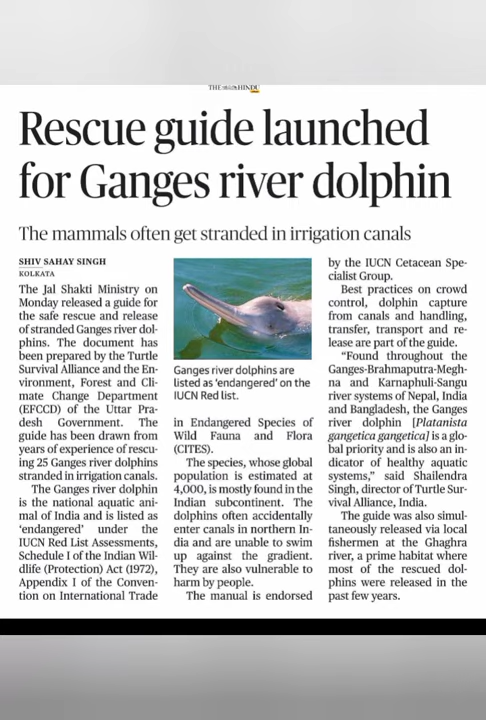 THE HINDU
Rescue guide launched
for Ganges river dolphin
The mammals often get stranded in irrigation canals
SHIV SAHAY SINGH
KOLKATA
The Jal Shakti Ministry on
Monday released a guide for
the safe rescue and release
of stranded Ganges river dol-
phins. The document has
been prepared by the Turtle
Survival Alliance and the En-
vironment, Forest and Cli-
mate Change Department
(EFCCD) of the Uttar Pra-
desh Government. The
guide has been drawn from
years of experience of rescu-
ing 25 Ganges river dolphins
stranded in irrigation canals.
The Ganges river dolphin
is the national aquatic ani-
mal of India and is listed as
‘endangered’ under the
IUCN Red List Assessments,
Schedule I of the Indian Wil-
dlife (Protection) Act (1972),
Appendix I of the Conven-
tion on International Trade
Ganges river dolphins are
listed as ‘endangered’ on the
IUCN Red list.
in Endangered Species of
Wild Fauna and Flora
(CITES).
The species, whose global
population is estimated at
4,000, is mostly found in the
Indian subcontinent. The
dolphins often accidentally
enter canals in northern In-
dia and are unable to swim
up against the gradient.
They are also vulnerable to
harm by people.
The manual is endorsed
by the IUCN Cetacean Spe-
cialist Group.
Best practices on crowd
control, dolphin capture
from canals and handling,
transfer, transport and re-
lease are part of the guide.
“Found throughout the
Ganges-Brahmaputra-Megh-
na and Karnaphuli-Sangu
river systems of Nepal, India
and Bangladesh, the Ganges
river dolphin [Platanista
gangetica gangetica] is a glo-
bal priority and is also an in-
dicator of healthy aquatic
systems,” said Shailendra
Singh, director of Turtle Sur-
vival Alliance, India.
The guide was also simul-
taneously released via local
fishermen at the Ghaghra
river, a prime habitat where
most of the rescued dol-
phins were released in the
past few years.